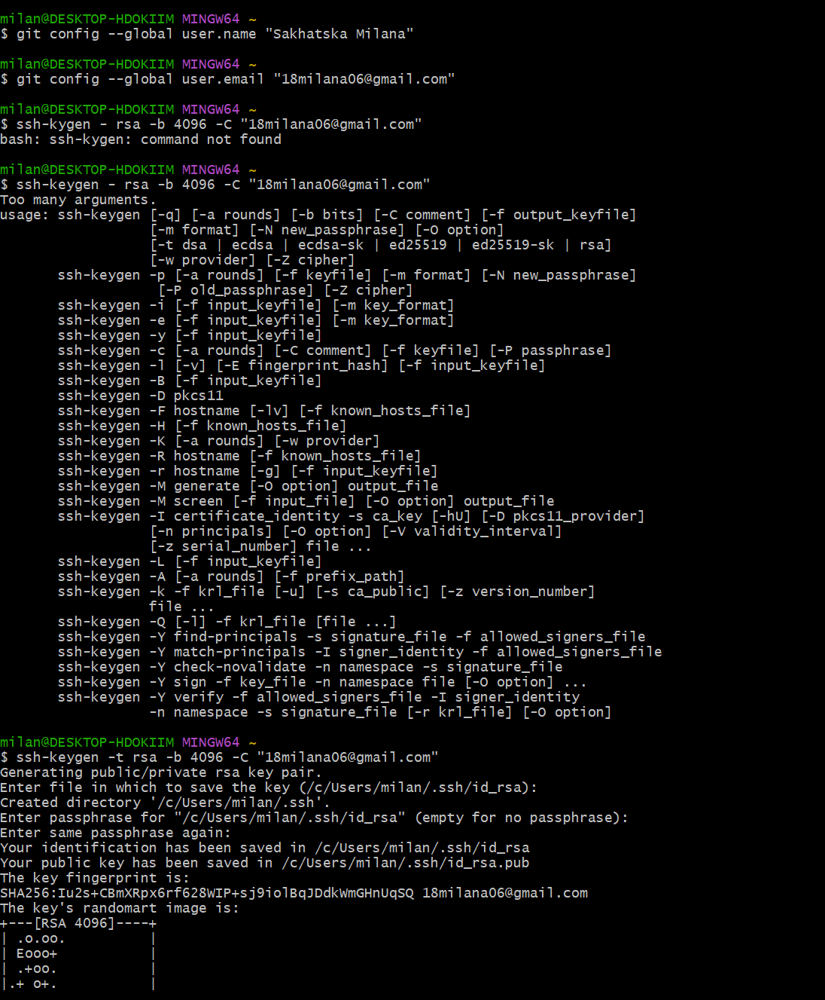 milan@DESKTOP-HDOKIIM MINGW64 ~
$ git config --global user.name "Sakhatska Milana"

milan@DESKTOP-HDOKIIM MINGW64 ~
$ git config --global user.email "18milana06@gmail.com"

milan@DESKTOP-HDOKIIM MINGW64 ~
$ ssh-kygen - rsa -b 4096 -C "18milana06@gmail.com"
bash: ssh-kygen: command not found

milan@DESKTOP-HDOKIIM MINGW64 ~
$ ssh-keygen - rsa -b 4096 -C "18milana06@gmail.com"
Too many arguments.
usage: ssh-keygen [-q] [-a rounds] [-b bits] [-C comment] [-f output_keyfile]
                  [-m format] [-N new_passphrase] [-O option]
                  [-t dsa | ecdsa | ecdsa-sk | ed25519 | ed25519-sk | rsa]
                  [-w provider] [-Z cipher]
       ssh-keygen -p [-a rounds] [-f keyfile] [-m format] [-N new_passphrase]
                   [-P old_passphrase] [-Z cipher]
       ssh-keygen -i [-f input_keyfile] [-m key_format]
       ssh-keygen -e [-f input_keyfile] [-m key_format]
       ssh-keygen -y [-f input_keyfile]
       ssh-keygen -c [-a rounds] [-C comment] [-f keyfile] [-P passphrase]
       ssh-keygen -l [-v] [-E fingerprint_hash] [-f input_keyfile]
       ssh-keygen -B [-f input_keyfile]
       ssh-keygen -D pkcs11
       ssh-keygen -F hostname [-lv] [-f known_hosts_file]
       ssh-keygen -H [-f known_hosts_file]
       ssh-keygen -K [-a rounds] [-w provider]
       ssh-keygen -R hostname [-f known_hosts_file]
       ssh-keygen -r hostname [-g] [-f input_keyfile]
       ssh-keygen -M generate [-O option] output_file
       ssh-keygen -M screen [-f input_file] [-O option] output_file
       ssh-keygen -I certificate_identity -s ca_key [-hU] [-D pkcs11_provider]
                  [-n principals] [-O option] [-V validity_interval]
                  [-z serial_number] file ...
       ssh-keygen -L [-f input_keyfile]
       ssh-keygen -A [-a rounds] [-f prefix_path]
       ssh-keygen -k -f krl_file [-u] [-s ca_public] [-z version_number]
                  file ...
       ssh-keygen -Q [-l] -f krl_file [file ...]
       ssh-keygen -Y find-principals -s signature_file -f allowed_signers_file
       ssh-keygen -Y match-principals -I signer_identity -f allowed_signers_file
       ssh-keygen -Y check-novalidate -n namespace -s signature_file
       ssh-keygen -Y sign -f key_file -n namespace file [-O option] ...
       ssh-keygen -Y verify -f allowed_signers_file -I signer_identity
                  -n namespace -s signature_file [-r krl_file] [-O option]

milan@DESKTOP-HDOKIIM MINGW64 ~
$ ssh-keygen -t rsa -b 4096 -C "18milana06@gmail.com"
Generating public/private rsa key pair.
Enter file in which to save the key (/c/Users/milan/.ssh/id_rsa):
Created directory '/c/Users/milan/.ssh'.
Enter passphrase for "/c/Users/milan/.ssh/id_rsa" (empty for no passphrase):
Enter same passphrase again:
Your identification has been saved in /c/Users/milan/.ssh/id_rsa
Your public key has been saved in /c/Users/milan/.ssh/id_rsa.pub
The key fingerprint is:
SHA256:Iu2s+CBmXRpx6rf628WIP+sj9iolBqJDdkWmGHnUqSQ 18milana06@gmail.com
The key's randomart image is:
+---[RSA 4096]----+
| .o.oo.          |
| Eooo+           |
| .+oo.           |
|.+ o+.           |